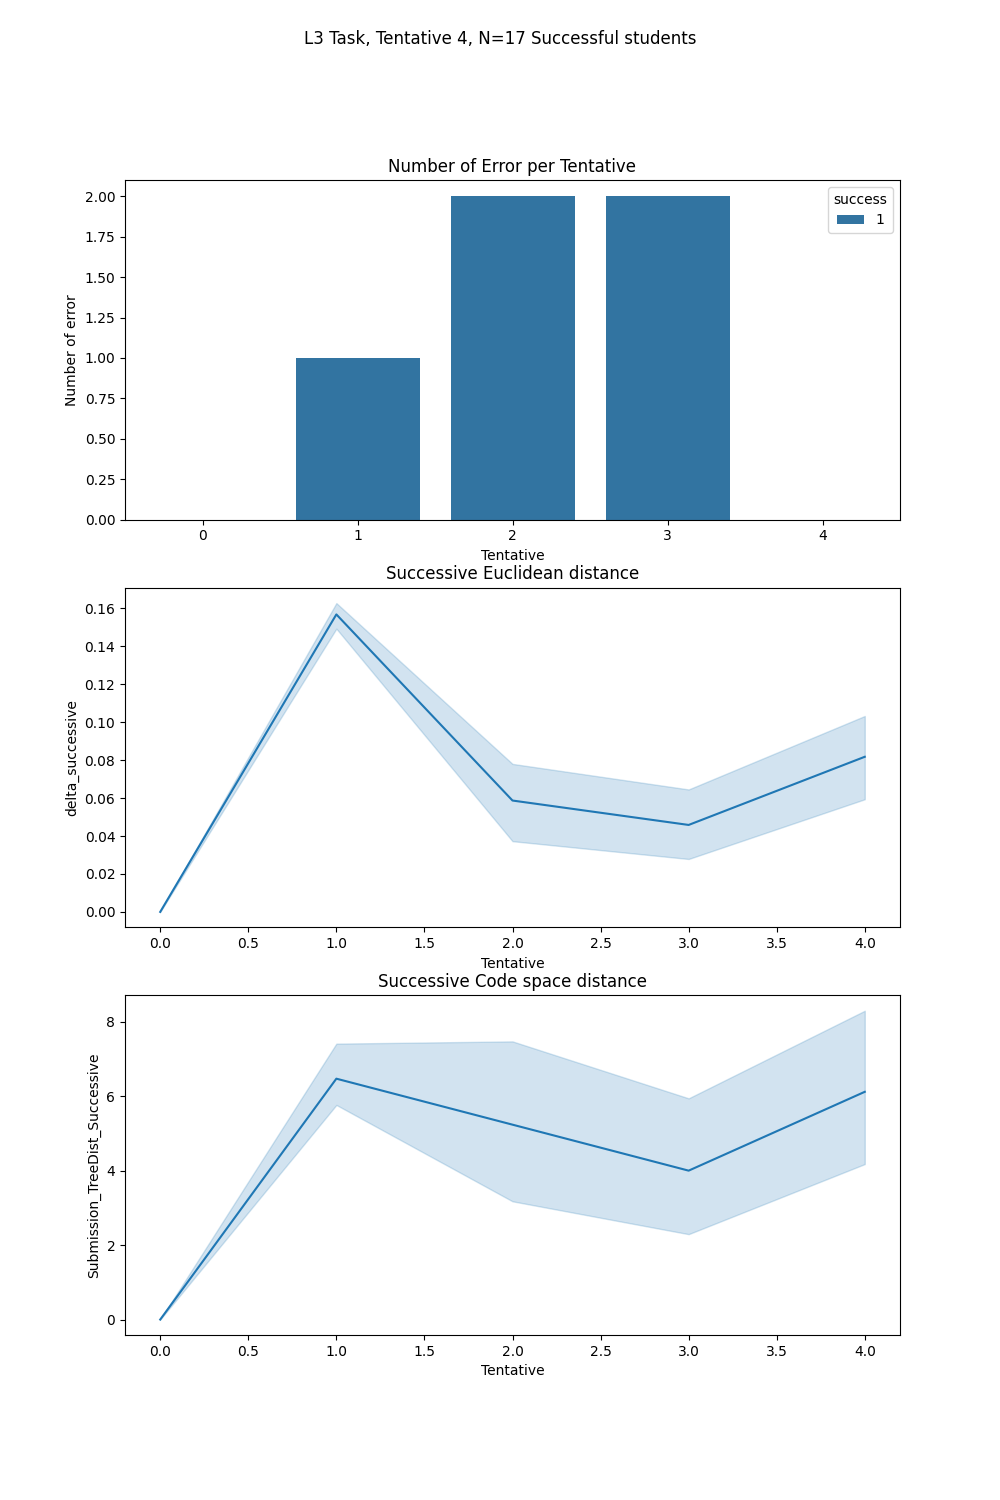 L3 Task, Tentative 4, N=17 Successful students
Number of Error per Tentative
success
1
2.00
1.75
1.50
1.25
1.00
0.75
0.50
0.25
0.00
Number of error
0 1 2 3 4
Tentative
Successive Euclidean distance
0.16
0.14
0.12
0.10
0.08
0.06
0.04
0.02
0.00
delta_successive
0.0 0.5 1.0 1.5 2.0 2.5 3.0 3.5 4.0
Tentative
Successive Code space distance
8
6
4
2
0
Submission_TreeDist_Successive
0.0 0.5 1.0 1.5 2.0 2.5 3.0 3.5 4.0
Tentative